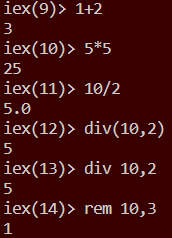 iex(9)> 1+2
3
iex(10)> 5*5
25
iex(11)> 10/2
5.0
iex(12)> div(10,2)
5
iex(13)> div 10,2
5
iex(14)> rem 10,3
1